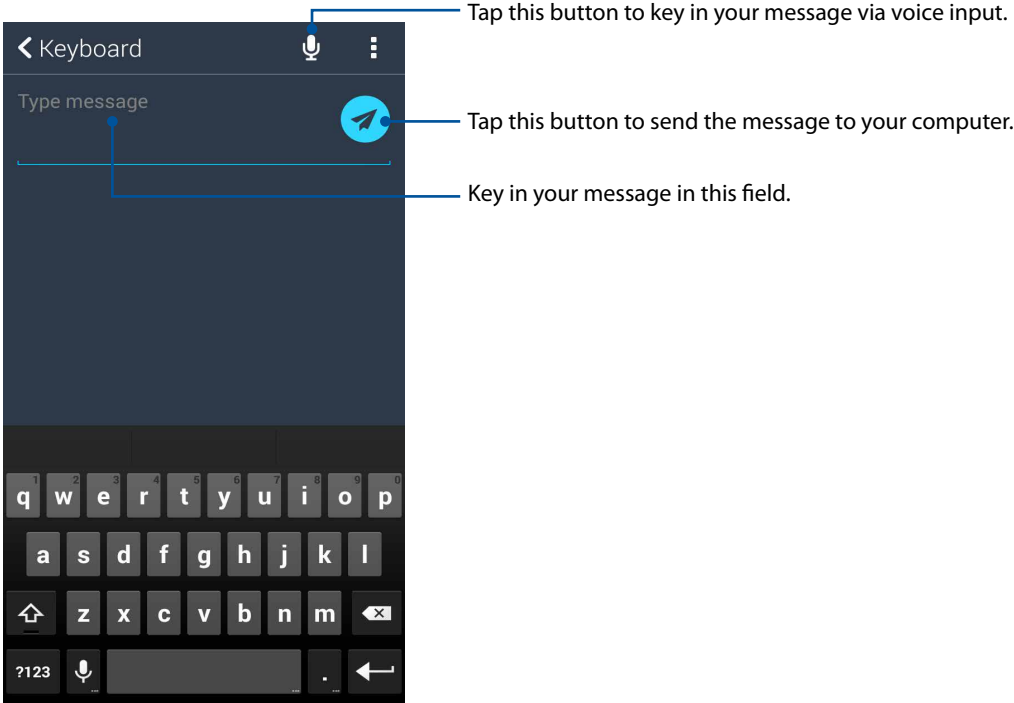 Tap this button to key in your message via voice input.
Keyboard
Type message
Tap this button to send the message to your computer.
Key in your message in this field.
1 2 3 4 5 6 7 8 9 0
q w e r t y u i o p
a s d f g h j k l
z x c v b n m
?123 .